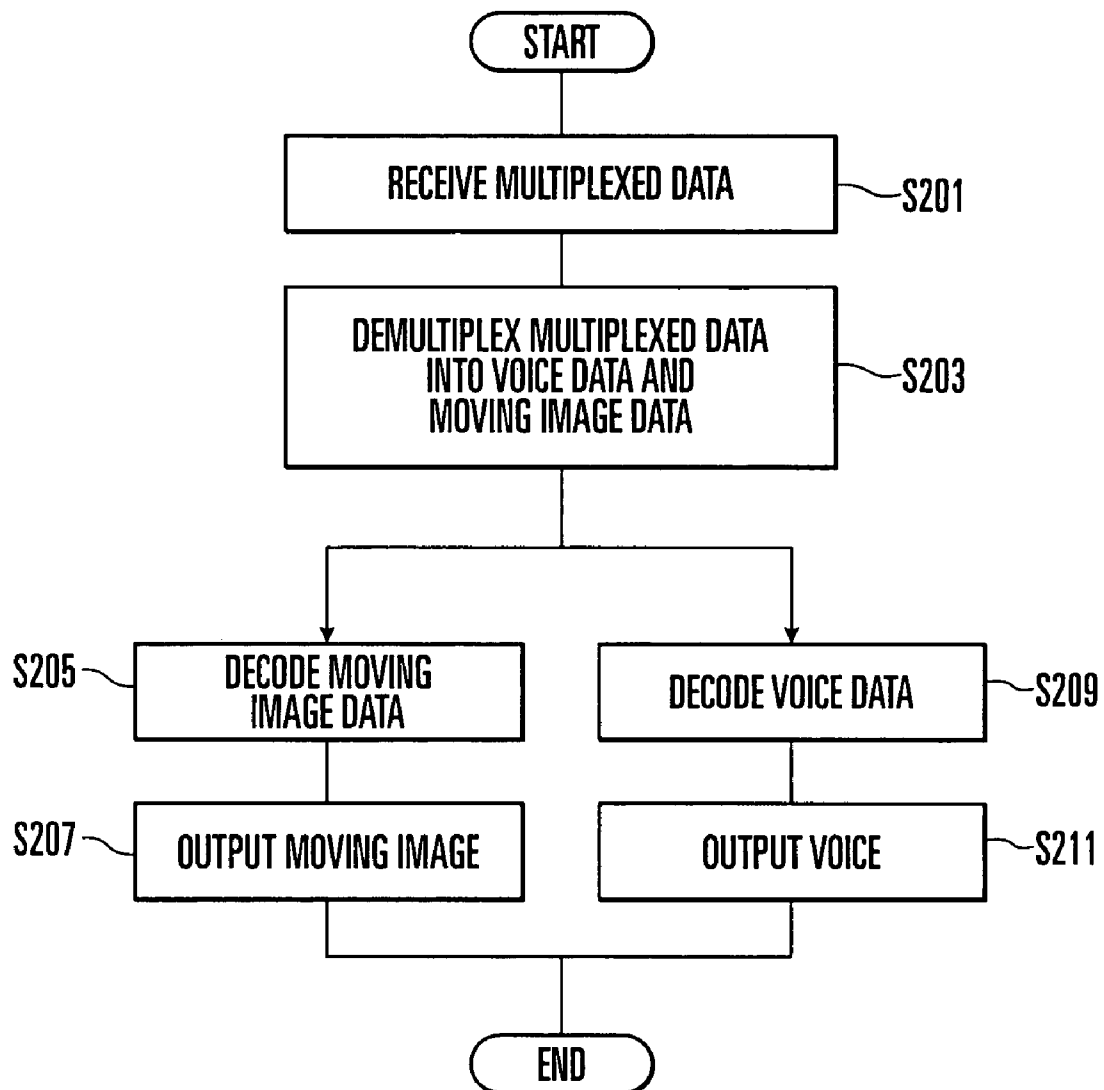 START
RECEIVE MULTIPLEXED DATA
S201
DEMULTIPLEX MULTIPLEXED DATA
INTO VOICE DATA AND
MOVING IMAGE DATA
S203
S205
DECODE MOVING
IMAGE DATA
DECODE VOICE DATA
S209
S207
OUTPUT MOVING IMAGE
OUTPUT VOICE
S211
END